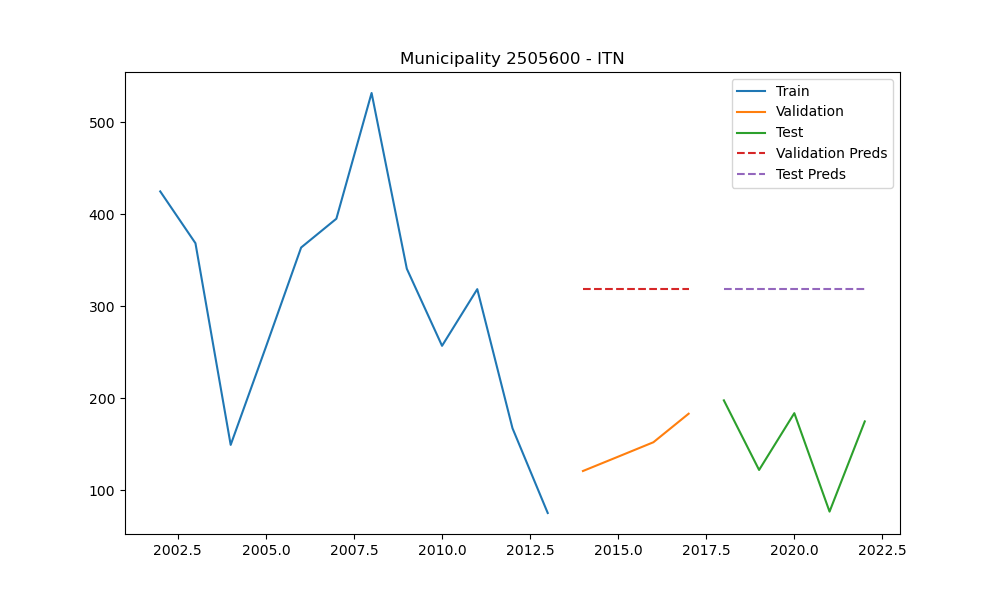 Municipality 2505600 - ITN
Train
Validation
Test
Validation Preds
Test Preds
500
400
300
200
100
2002.5 2005.0 2007.5 2010.0 2012.5 2015.0 2017.5 2020.0 2022.5